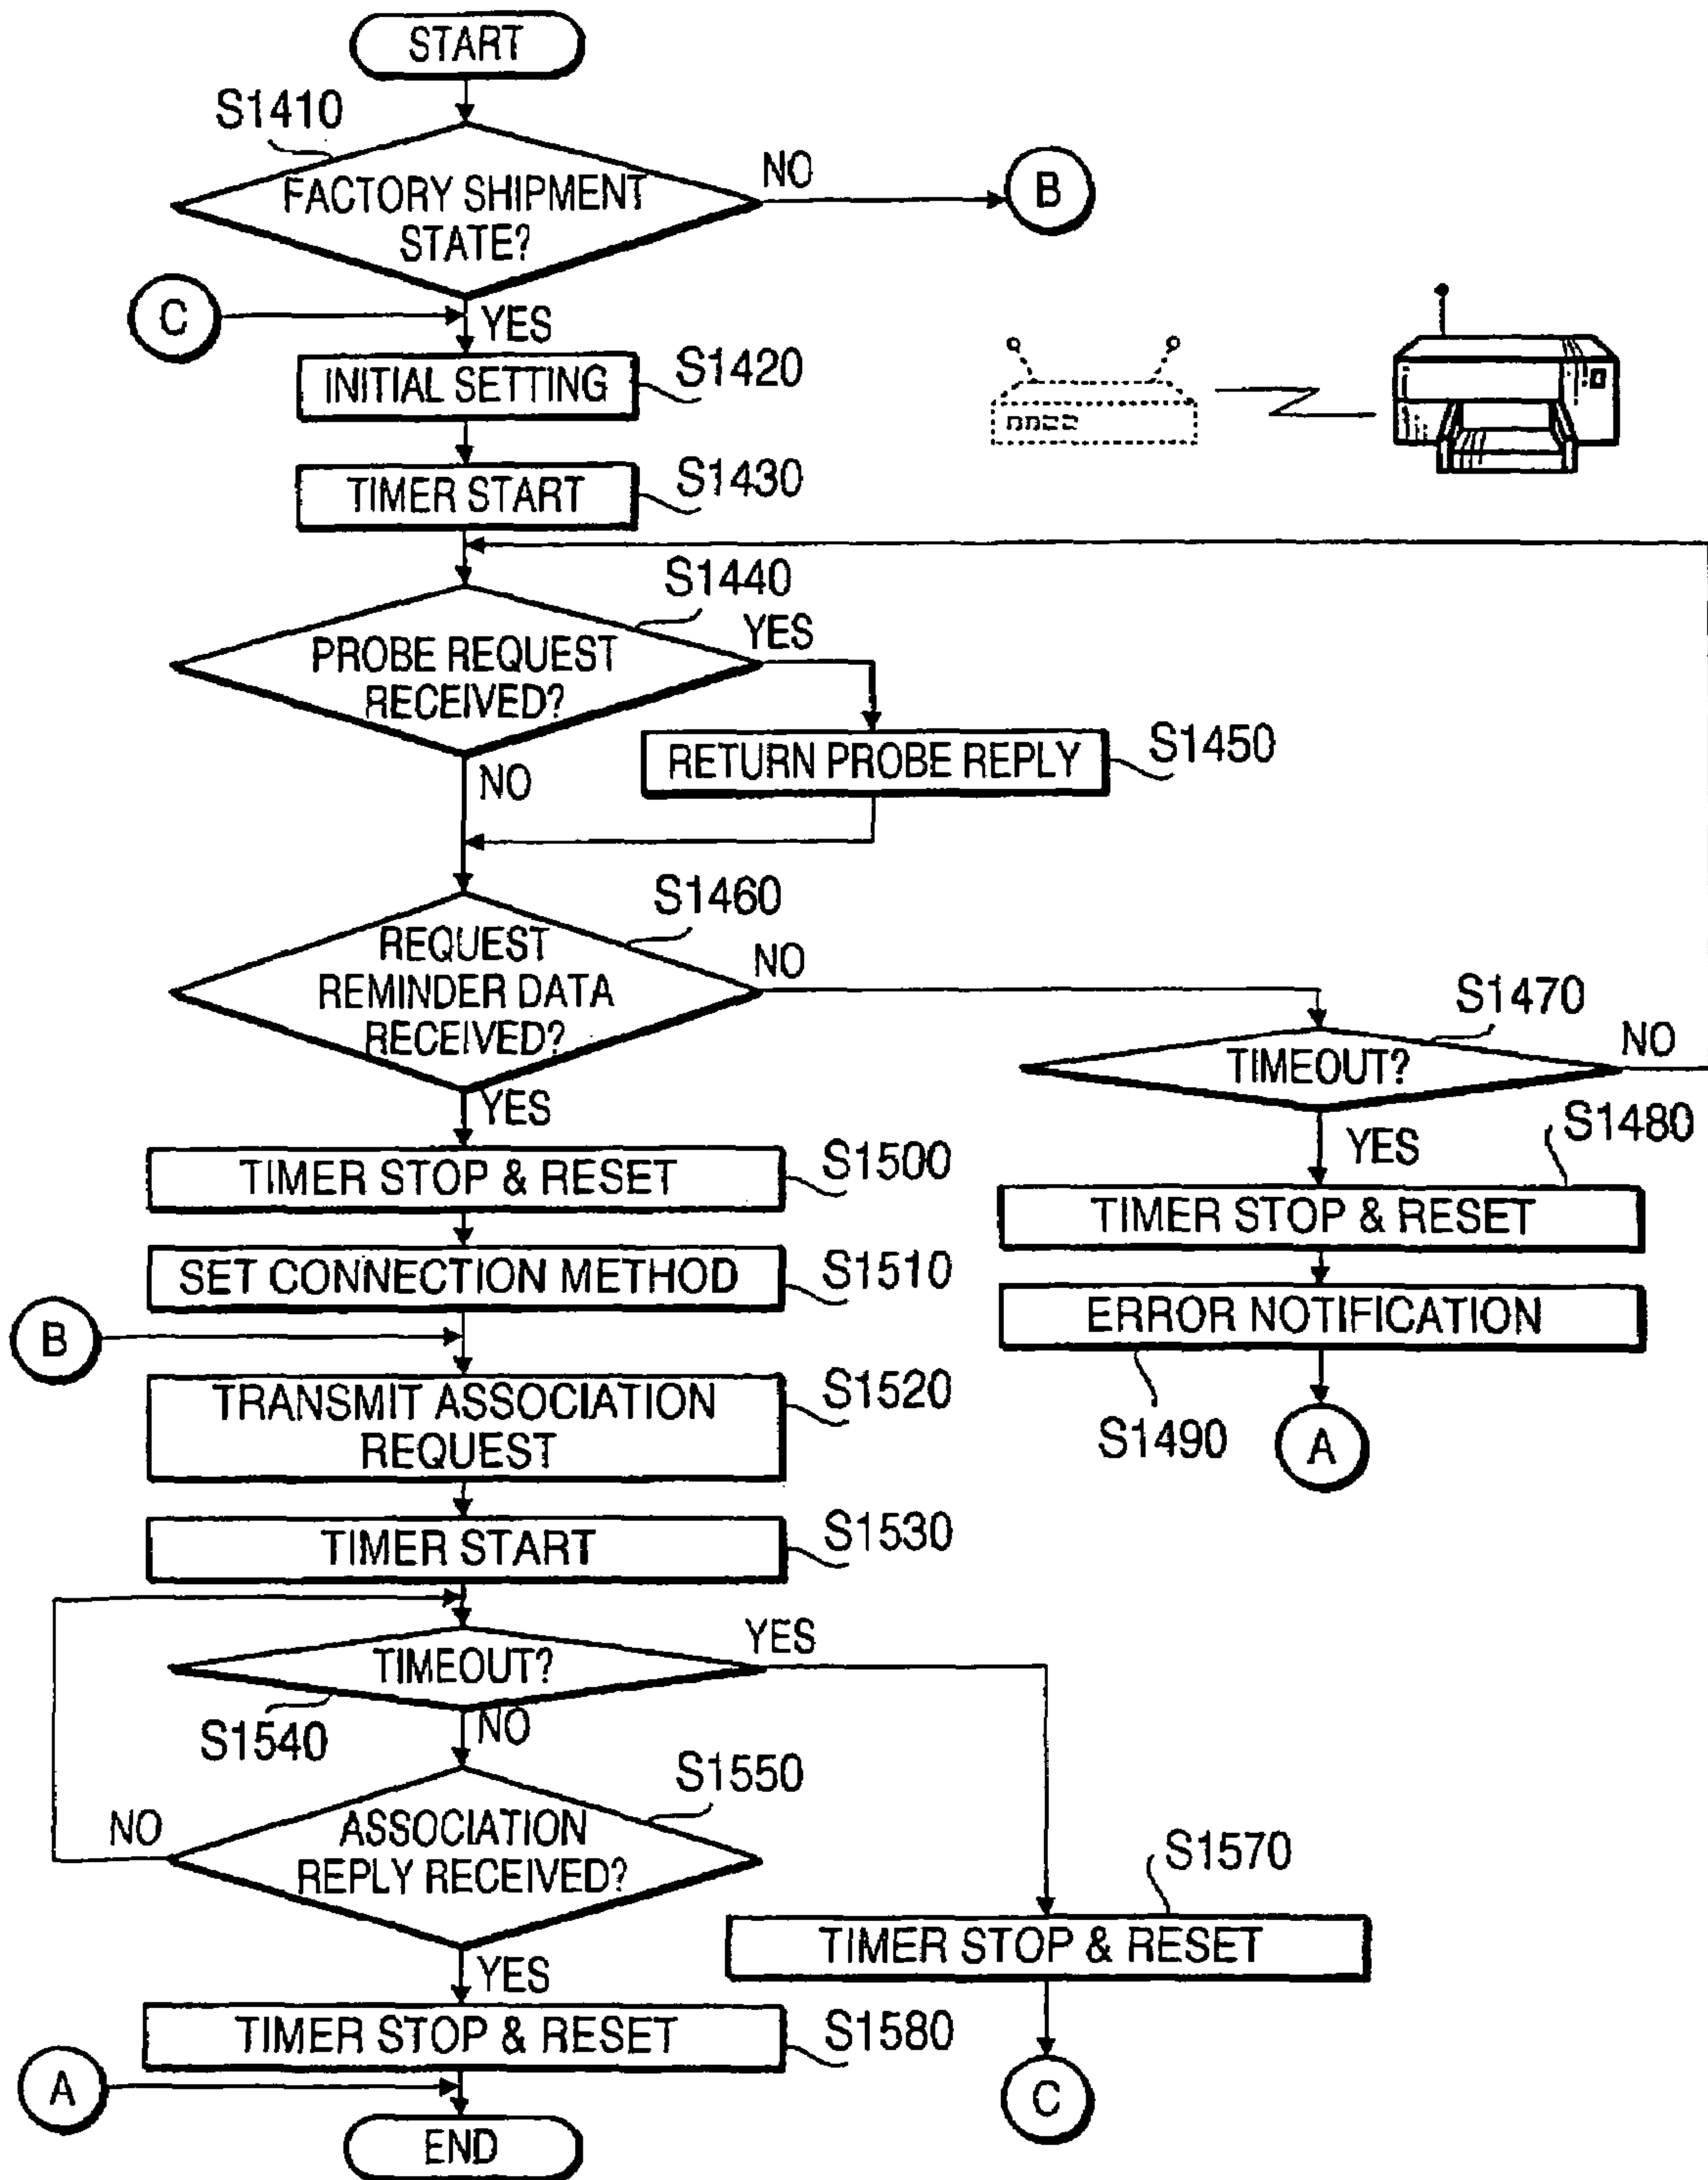 START
S1410
FACTORY SHIPMENT
STATE?
NO
B
C
YES
INITIAL SETTING
S1420
TIMER START
S1430
S1440
PROBE REQUEST
RECEIVED?
YES
RETURN PROBE REPLY
S1450
NO
S1460
REQUEST
REMINDER DATA
RECEIVED?
NO
S1470
TIMEOUT?
NO
YES
S1480
YES
TIMER STOP & RESET
S1500
TIMER STOP & RESET
SET CONNECTION METHOD
S1510
ERROR NOTIFICATION
B
S1490
A
TRANSMIT ASSOCIATION
REQUEST
S1520
TIMER START
S1530
TIMEOUT?
YES
S1540
NO
S1550
ASSOCIATION
REPLY RECEIVED?
NO
S1570
TIMER STOP & RESET
YES
TIMER STOP & RESET
S1580
A
C
END